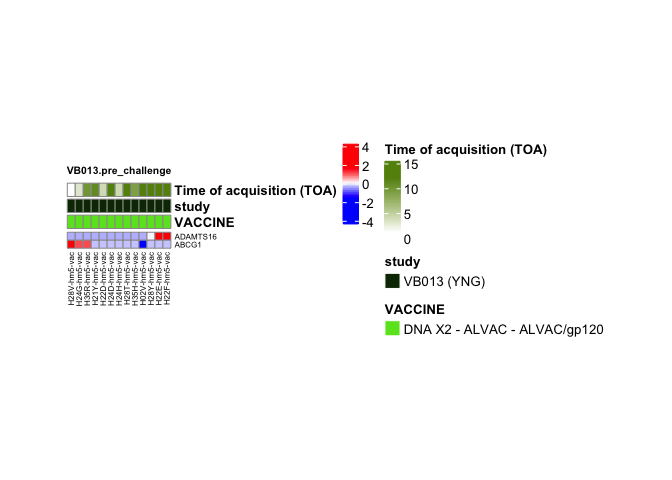 VB013.pre_challenge
Time of acquisition (TOA)
study
VACCINE
ADAMTS16
ABCG1
H28V-hm5-vac
H24G-hm5-vac
H35R-hm5-vac
H21Y-hm5-vac
H22D-hm5-vac
H24D-hm5-vac
H24H-hm5-vac
H28T-hm5-vac
H35H-hm5-vac
H02V-hm5-vac
H28Y-hm5-vac
H22E-hm5-vac
H22F-hm5-vac
4
2
0
-2
-4
Time of acquisition (TOA)
15
10
5
0
study
VB013 (YNG)
VACCINE
DNA X2 - ALVAC - ALVAC/gp120